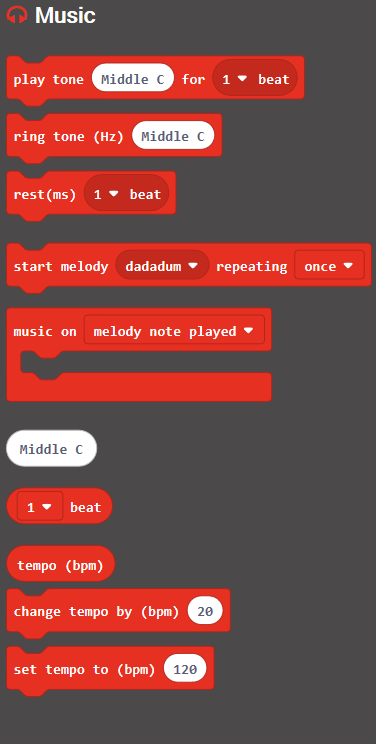 Music
play tone Middle C for 1 beat
ring tone (Hz) Middle C
rest(ms) 1 beat
start melody dadadum repeating once
music on melody note played
Middle C
1 beat
tempo (bpm)
change tempo by (bpm) 20
set tempo to (bpm) 120